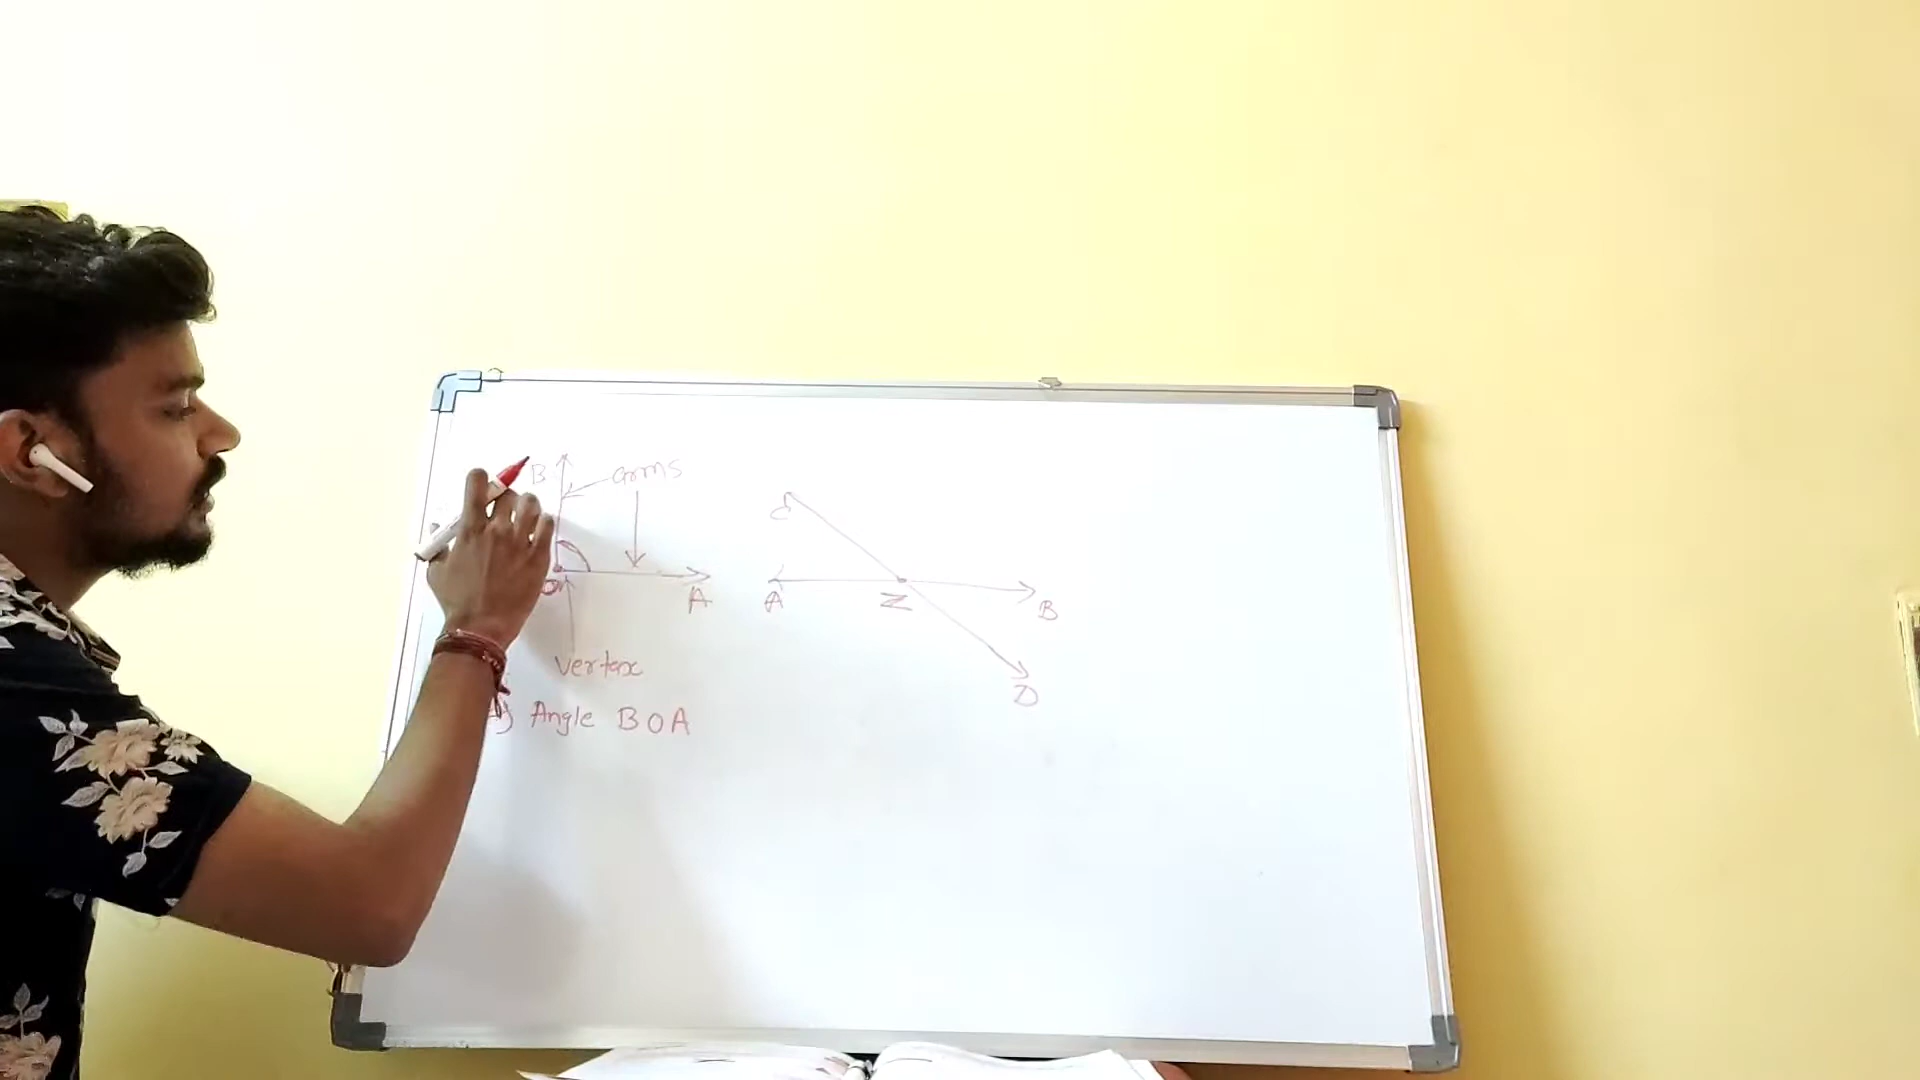 B arms
O A
vertex
Angle BOA
C
A Z B
D